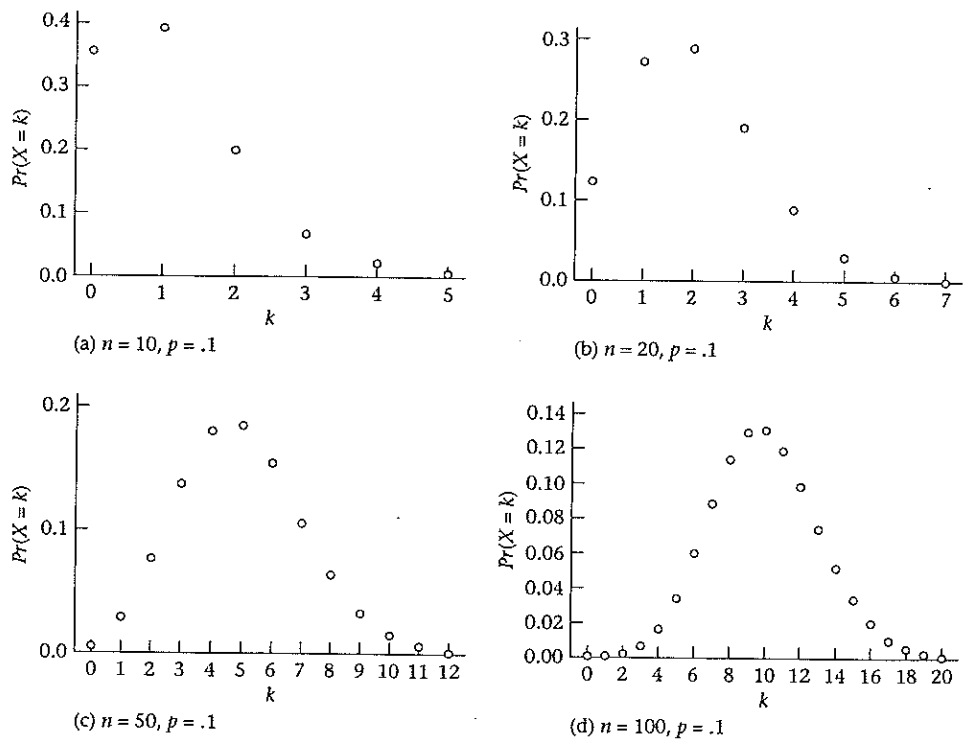 0.4
0.3
0.2
0.1
0.0
Pr(X = k)
0 1 2 3 4 5
k
(a) n = 10, p = .1
0.3
0.2
0.1
0.0
Pr(X = k)
0 1 2 3 4 5 6 7
k
(b) n = 20, p = .1
0.2
0.1
0.0
Pr(X = k)
0 1 2 3 4 5 6 7 8 9 10 11 12
k
(c) n = 50, p = .1
0.14
0.12
0.10
0.08
0.06
0.04
0.02
0.00
Pr(X = k)
0 2 4 6 8 10 12 14 16 18 20
k
(d) n = 100, p = .1